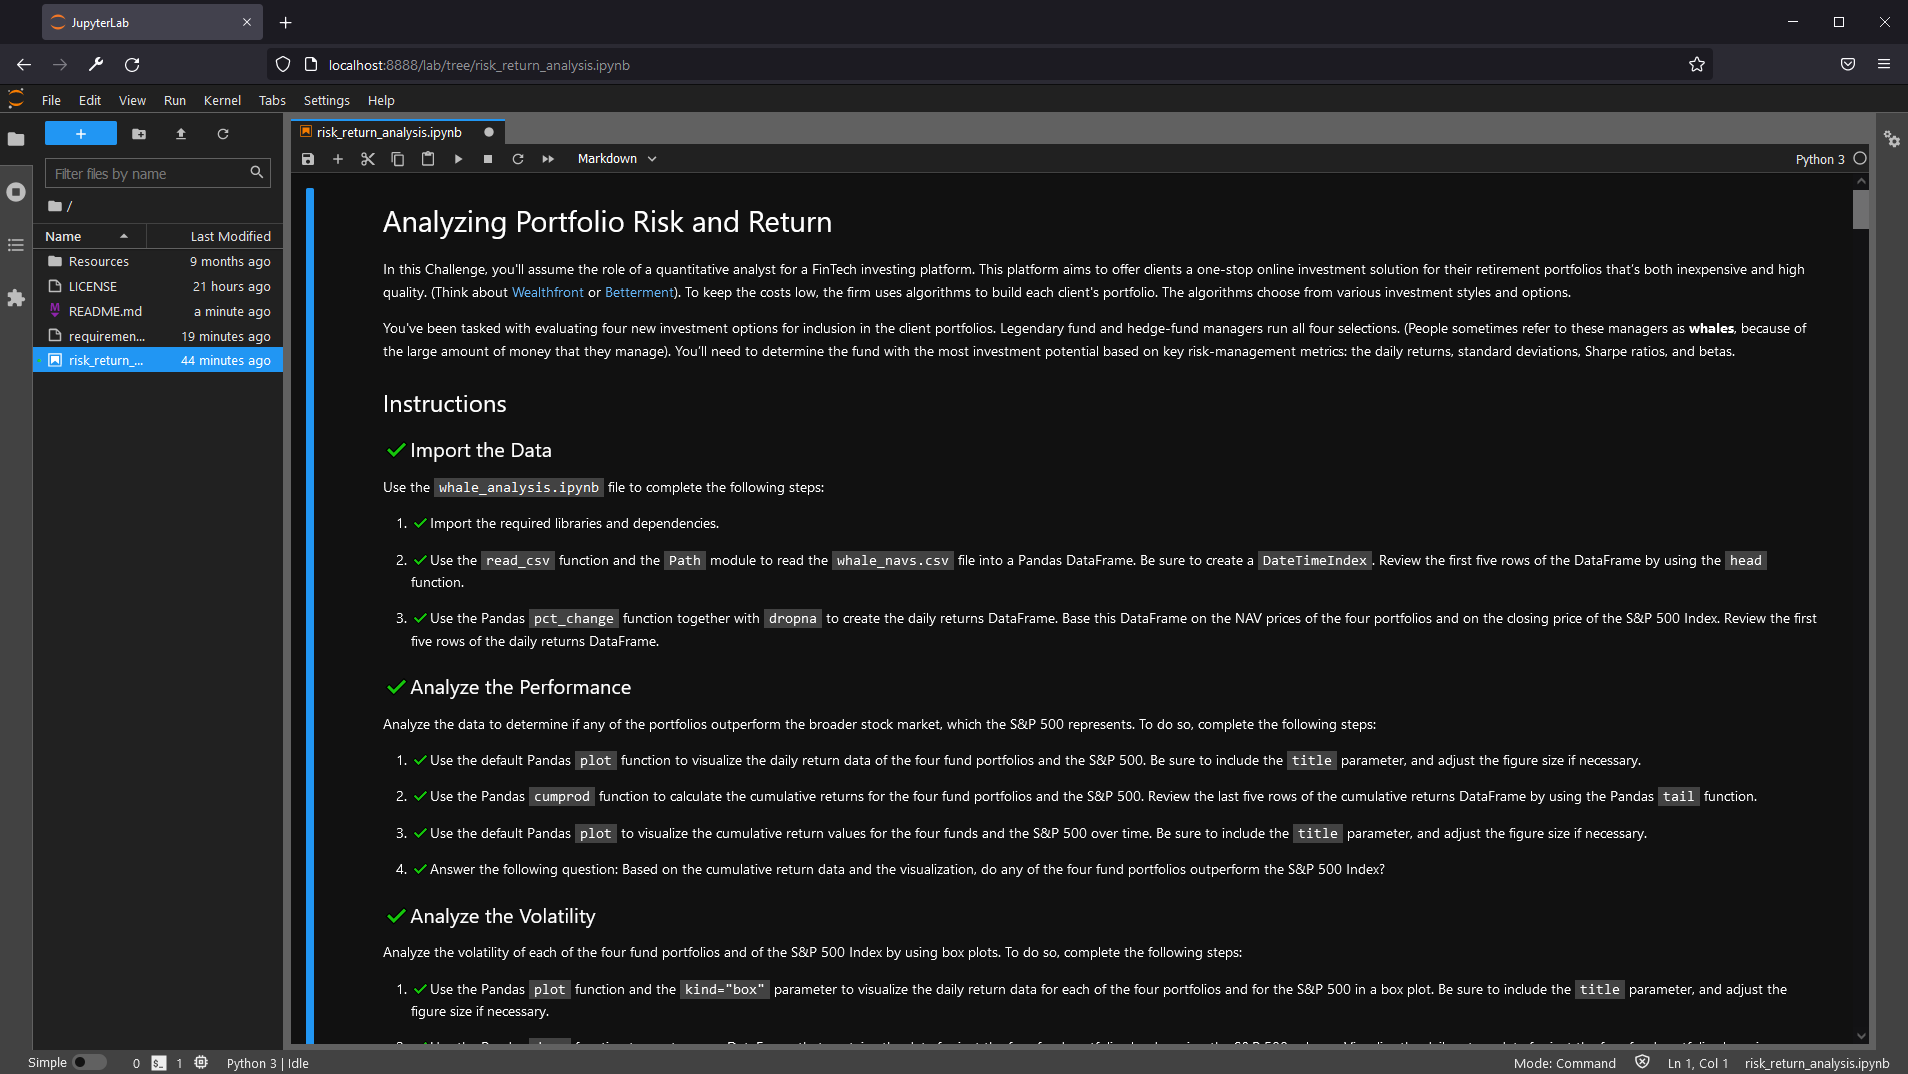 JupyterLab
localhost:8888/lab/tree/risk_return_analysis.ipynb
File Edit View Run Kernel Tabs Settings Help
Filter files by name
/
Name Last Modified
Resources 9 months ago
LICENSE 21 hours ago
README.md a minute ago
requiremen... 19 minutes ago
risk_return_... 44 minutes ago
risk_return_analysis.ipynb
Markdown
Python 3
Analyzing Portfolio Risk and Return
In this Challenge, you'll assume the role of a quantitative analyst for a FinTech investing platform. This platform aims to offer clients a one-stop online investment solution for their retirement portfolios that's both inexpensive and high
quality. (Think about Wealthfront or Betterment). To keep the costs low, the firm uses algorithms to build each client's portfolio. The algorithms choose from various investment styles and options.
You've been tasked with evaluating four new investment options for inclusion in the client portfolios. Legendary fund and hedge-fund managers run all four selections. (People sometimes refer to these managers as whales, because of
the large amount of money that they manage). You'll need to determine the fund with the most investment potential based on key risk-management metrics: the daily returns, standard deviations, Sharpe ratios, and betas.
Instructions
✓ Import the Data
Use the whale_analysis.ipynb file to complete the following steps:
1. ✓ Import the required libraries and dependencies.
2. ✓ Use the read_csv function and the Path module to read the whale_navs.csv file into a Pandas DataFrame. Be sure to create a DateTimeIndex. Review the first five rows of the DataFrame by using the head
function.
3. ✓ Use the Pandas pct_change function together with dropna to create the daily returns DataFrame. Base this DataFrame on the NAV prices of the four portfolios and on the closing price of the S&P 500 Index. Review the first
five rows of the daily returns DataFrame.
✓ Analyze the Performance
Analyze the data to determine if any of the portfolios outperform the broader stock market, which the S&P 500 represents. To do so, complete the following steps:
1. ✓ Use the default Pandas plot function to visualize the daily return data of the four fund portfolios and the S&P 500. Be sure to include the title parameter, and adjust the figure size if necessary.
2. ✓ Use the Pandas cumprod function to calculate the cumulative returns for the four fund portfolios and the S&P 500. Review the last five rows of the cumulative returns DataFrame by using the Pandas tail function.
3. ✓ Use the default Pandas plot to visualize the cumulative return values for the four funds and the S&P 500 over time. Be sure to include the title parameter, and adjust the figure size if necessary.
4. ✓ Answer the following question: Based on the cumulative return data and the visualization, do any of the four fund portfolios outperform the S&P 500 Index?
✓ Analyze the Volatility
Analyze the volatility of each of the four fund portfolios and of the S&P 500 Index by using box plots. To do so, complete the following steps:
1. ✓ Use the Pandas plot function and the kind="box" parameter to visualize the daily return data for each of the four portfolios and for the S&P 500 in a box plot. Be sure to include the title parameter, and adjust the
figure size if necessary.
Simple 0 1 Python 3 | Idle Mode: Command Ln 1, Col 1 risk_return_analysis.ipynb